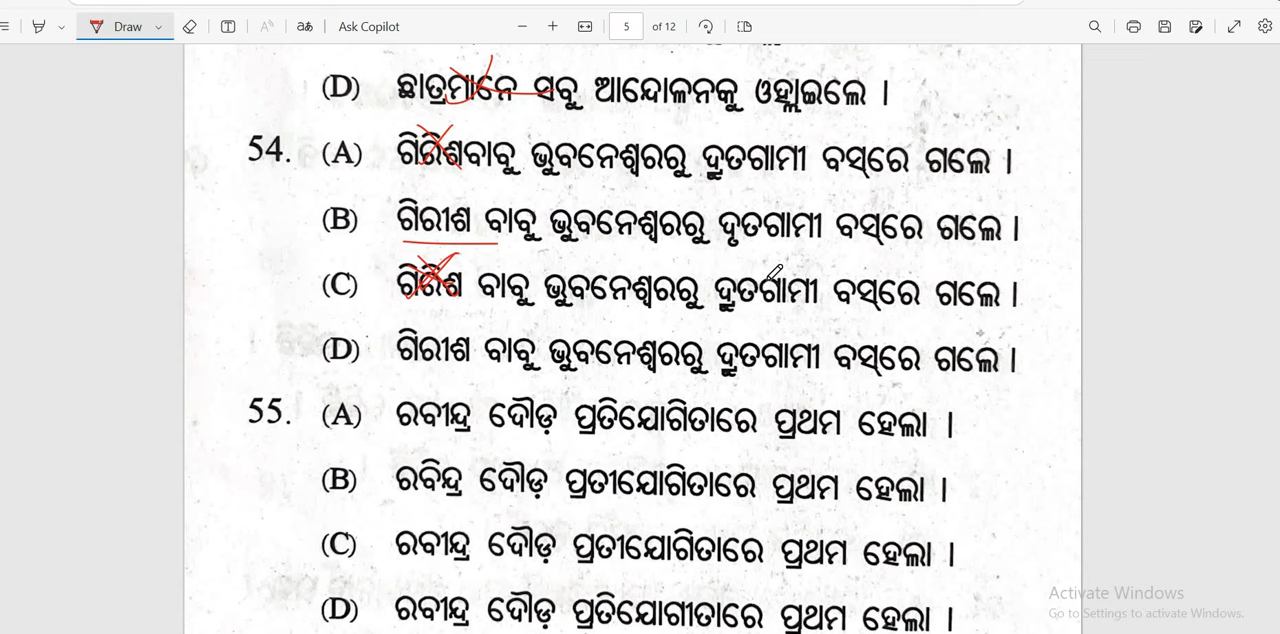 Draw
Ask Copilot
5 of 12
(D) ଛାତ୍ରମାନେ ସବୁ ଆନ୍ଦୋଳନକୁ ଓହ୍ଲାଇଲେ ।
54. (A) ଗିରିଶବାବୁ ଭୁବନେଶ୍ୱରରୁ ଦ୍ରୁତଗାମୀ ବସ୍‌ରେ ଗଲେ ।
(B) ଗିରୀଶ ବାବୁ ଭୁବନେଶ୍ୱରରୁ ଦୃତଗାମୀ ବସ୍‌ରେ ଗଲେ ।
(C) ଗିରିଶ ବାବୁ ଭୁବନେଶ୍ୱରରୁ ଦ୍ରୁତଗାମୀ ବସ୍‌ରେ ଗଲେ ।
(D) ଗିରୀଶ ବାବୁ ଭୁବନେଶ୍ୱରରୁ ଦ୍ରୁତଗାମୀ ବସ୍‌ରେ ଗଲେ ।
55. (A) ରବୀନ୍ଦ୍ର ଦୌଡ଼ ପ୍ରତିଯୋଗିତାରେ ପ୍ରଥମ ହେଲା ।
(B) ରବିନ୍ଦ୍ର ଦୌଡ଼ ପ୍ରତୀଯୋଗିତାରେ ପ୍ରଥମ ହେଲା ।
(C) ରବୀନ୍ଦ୍ର ଦୌଡ଼ ପ୍ରତୀଯୋଗିତାରେ ପ୍ରଥମ ହେଲା ।
(D) ରବୀନ୍ଦ୍ର ଦୌଡ଼ ପ୍ରତିଯୋଗୀତାରେ ପ୍ରଥମ ହେଲା ।
Activate Windows
Go to Settings to activate Windows.